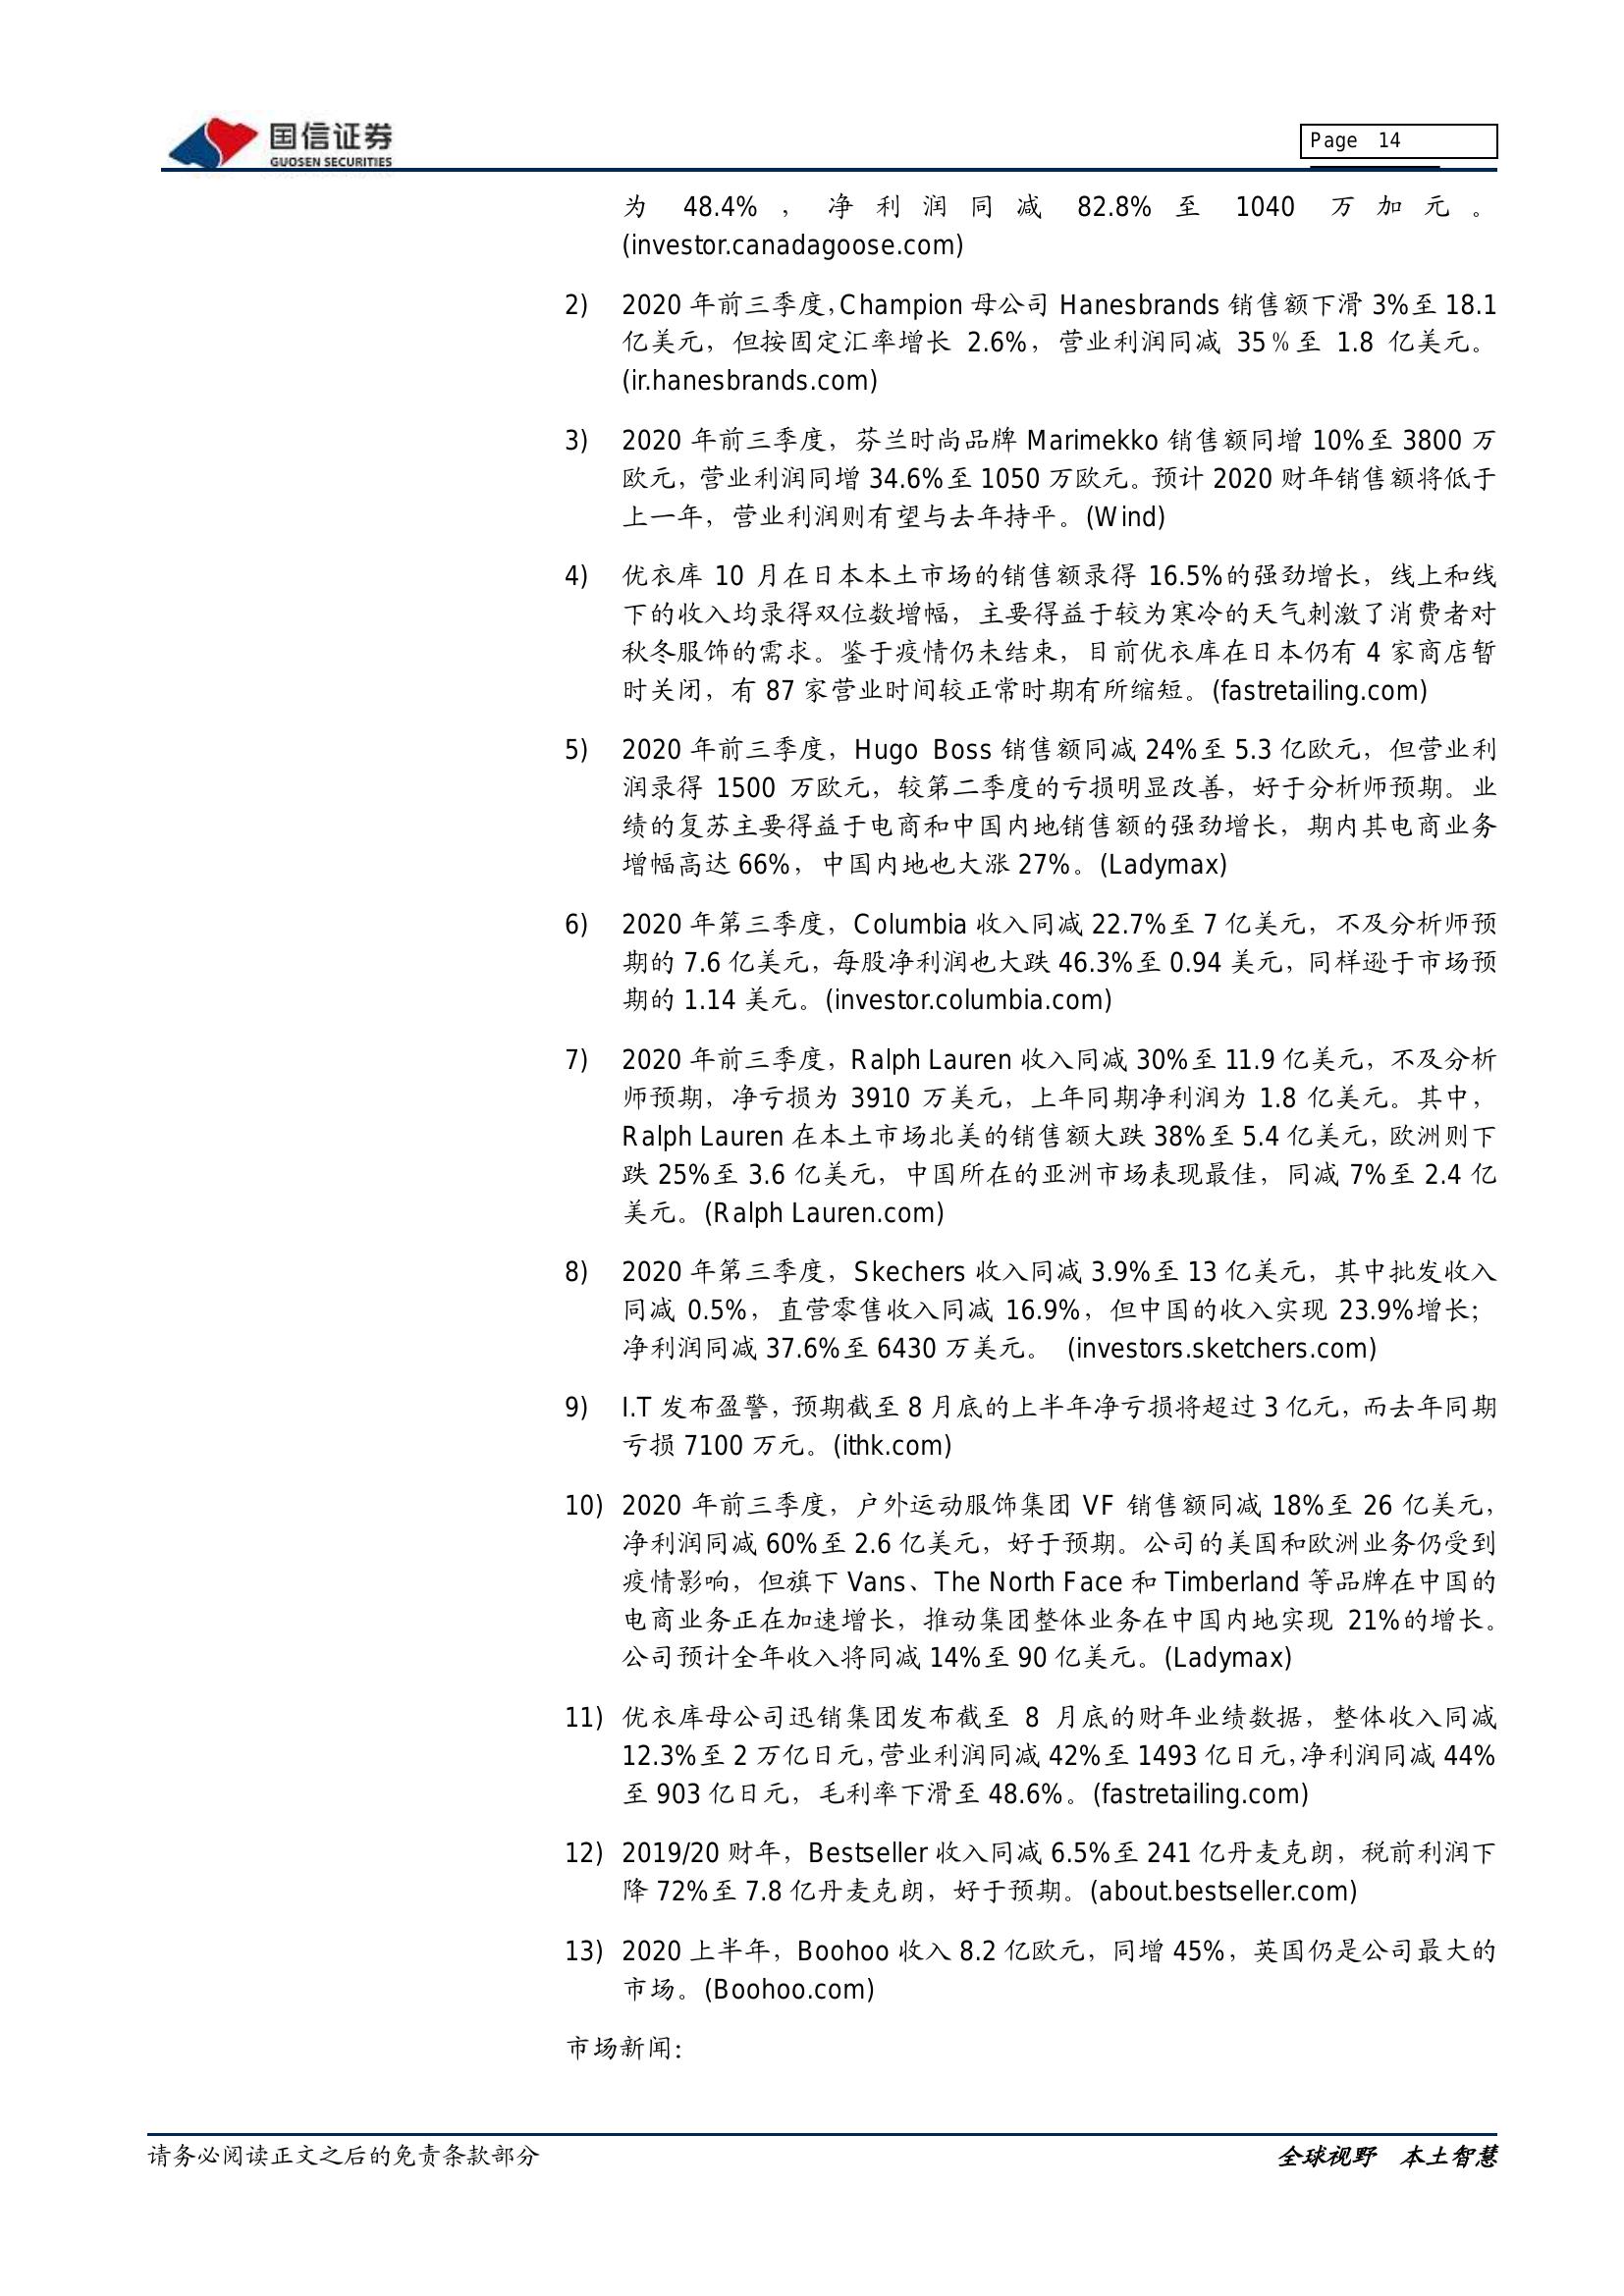 国信证券
GUOSEN SECURITIES
Page 14
为 48.4% ，净利润同减 82.8% 至 1040 万加元。
(investor.canadagoose.com)
2) 2020 年前三季度，Champion 母公司 Hanesbrands 销售额下滑 3%至 18.1
亿美元，但按固定汇率增长 2.6%，营业利润同减 35％至 1.8 亿美元。
(ir.hanesbrands.com)
3) 2020 年前三季度，芬兰时尚品牌 Marimekko 销售额同增 10%至 3800 万
欧元，营业利润同增 34.6%至 1050 万欧元。预计 2020 财年销售额将低于
上一年，营业利润则有望与去年持平。(Wind)
4) 优衣库 10 月在日本本土市场的销售额录得 16.5%的强劲增长，线上和线
下的收入均录得双位数增幅，主要得益于较为寒冷的天气刺激了消费者对
秋冬服饰的需求。鉴于疫情仍未结束，目前优衣库在日本仍有 4 家商店暂
时关闭，有 87 家营业时间较正常时期有所缩短。(fastretailing.com)
5) 2020 年前三季度，Hugo Boss 销售额同减 24%至 5.3 亿欧元，但营业利
润录得 1500 万欧元，较第二季度的亏损明显改善，好于分析师预期。业
绩的复苏主要得益于电商和中国内地销售额的强劲增长，期内其电商业务
增幅高达 66%，中国内地也大涨 27%。(Ladymax)
6) 2020 年第三季度，Columbia 收入同减 22.7%至 7 亿美元，不及分析师预
期的 7.6 亿美元，每股净利润也大跌 46.3%至 0.94 美元，同样逊于市场预
期的 1.14 美元。(investor.columbia.com)
7) 2020 年前三季度，Ralph Lauren 收入同减 30%至 11.9 亿美元，不及分析
师预期，净亏损为 3910 万美元，上年同期净利润为 1.8 亿美元。其中，
Ralph Lauren 在本土市场北美的销售额大跌 38%至 5.4 亿美元，欧洲则下
跌 25%至 3.6 亿美元，中国所在的亚洲市场表现最佳，同减 7%至 2.4 亿
美元。(Ralph Lauren.com)
8) 2020 年第三季度，Skechers 收入同减 3.9%至 13 亿美元，其中批发收入
同减 0.5%，直营零售收入同减 16.9%，但中国的收入实现 23.9%增长；
净利润同减 37.6%至 6430 万美元。 (investors.sketchers.com)
9) I.T 发布盈警，预期截至 8 月底的上半年净亏损将超过 3 亿元，而去年同期
亏损 7100 万元。(ithk.com)
10) 2020 年前三季度，户外运动服饰集团 VF 销售额同减 18%至 26 亿美元，
净利润同减 60%至 2.6 亿美元，好于预期。公司的美国和欧洲业务仍受到
疫情影响，但旗下 Vans、The North Face 和 Timberland 等品牌在中国的
电商业务正在加速增长，推动集团整体业务在中国内地实现 21%的增长。
公司预计全年收入将同减 14%至 90 亿美元。(Ladymax)
11) 优衣库母公司迅销集团发布截至 8 月底的财年业绩数据，整体收入同减
12.3%至 2 万亿日元，营业利润同减 42%至 1493 亿日元，净利润同减 44%
至 903 亿日元，毛利率下滑至 48.6%。(fastretailing.com)
12) 2019/20 财年，Bestseller 收入同减 6.5%至 241 亿丹麦克朗，税前利润下
降 72%至 7.8 亿丹麦克朗，好于预期。(about.bestseller.com)
13) 2020 上半年，Boohoo 收入 8.2 亿欧元，同增 45%，英国仍是公司最大的
市场。(Boohoo.com)
市场新闻：
请务必阅读正文之后的免责条款部分
全球视野 本土智慧